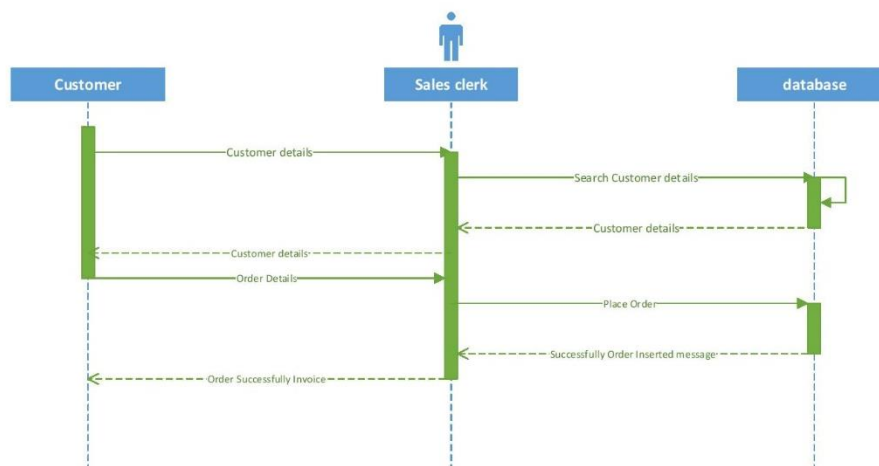 Customer
Sales clerk
database
Customer details
Search Customer details
Customer details
Customer details
Order Details
Place Order
Successfully Order Inserted message
Order Successfully Invoice